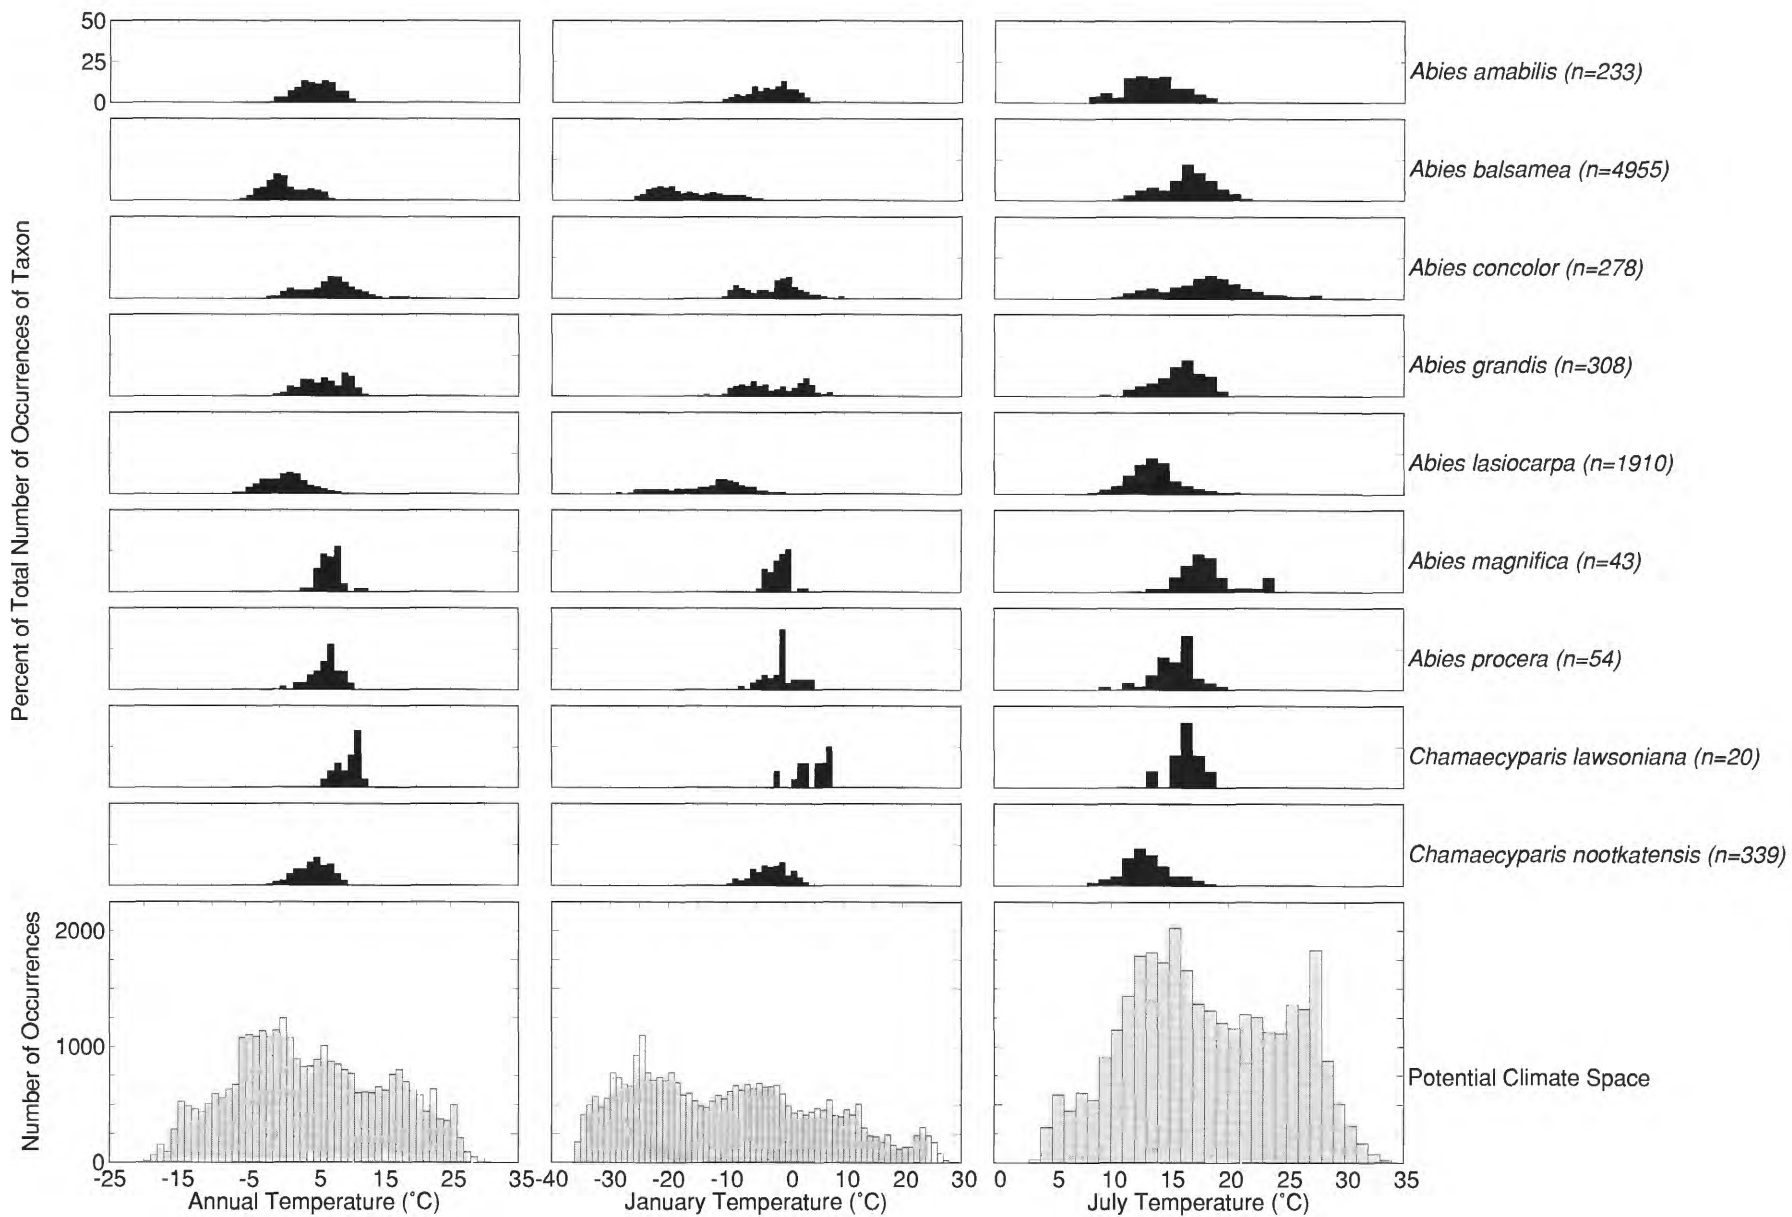 50
25
0
Abies amabilis (n=233)
Abies balsamea (n=4955)
Abies concolor (n=278)
Abies grandis (n=308)
Abies lasiocarpa (n=1910)
Abies magnifica (n=43)
Abies procera (n=54)
Chamaecyparis lawsoniana (n=20)
Chamaecyparis nootkatensis (n=339)
Percent of Total Number of Occurrences of Taxon
Number of Occurrences
2000
1000
0
Potential Climate Space
-25 -15 -5 5 15 25 35
-40 -30 -20 -10 0 10 20 30
0 5 10 15 20 25 30 35
Annual Temperature (°C)
January Temperature (°C)
July Temperature (°C)